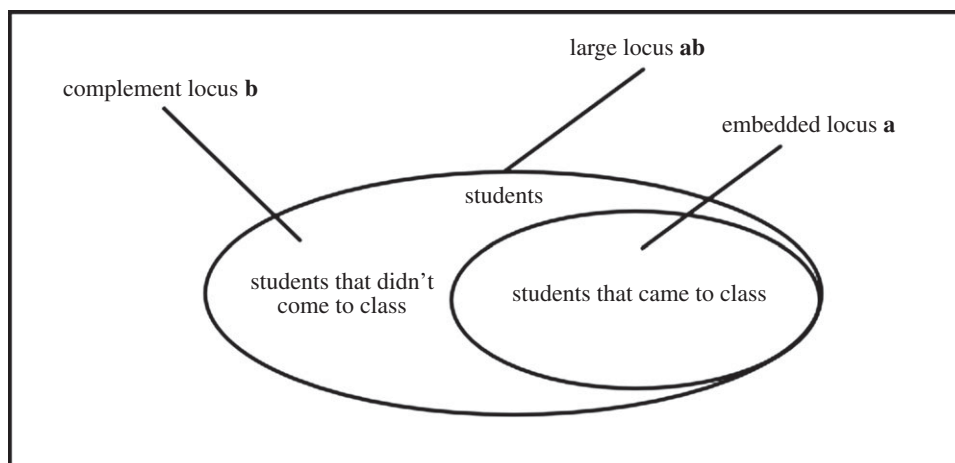 large locus ab
complement locus b
embedded locus a
students
students that didn't
come to class
students that came to class